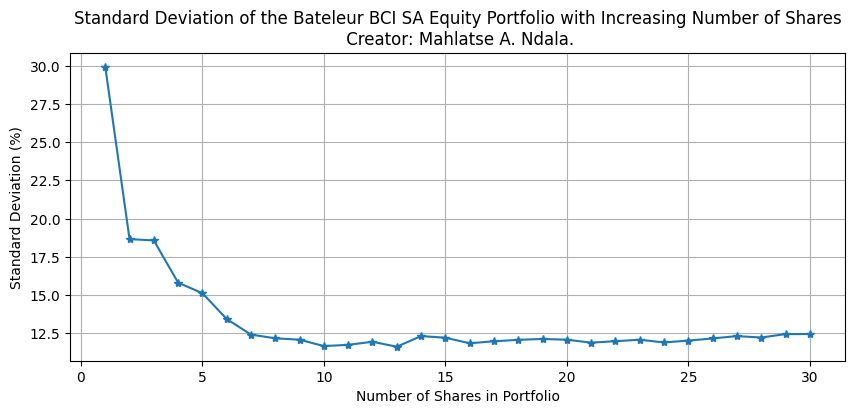 Standard Deviation of the Bateleur BCI SA Equity Portfolio with Increasing Number of Shares
Creator: Mahlatse A. Ndala.
Standard Deviation (%)
30.0
27.5
25.0
22.5
20.0
17.5
15.0
12.5
0 5 10 15 20 25 30
Number of Shares in Portfolio